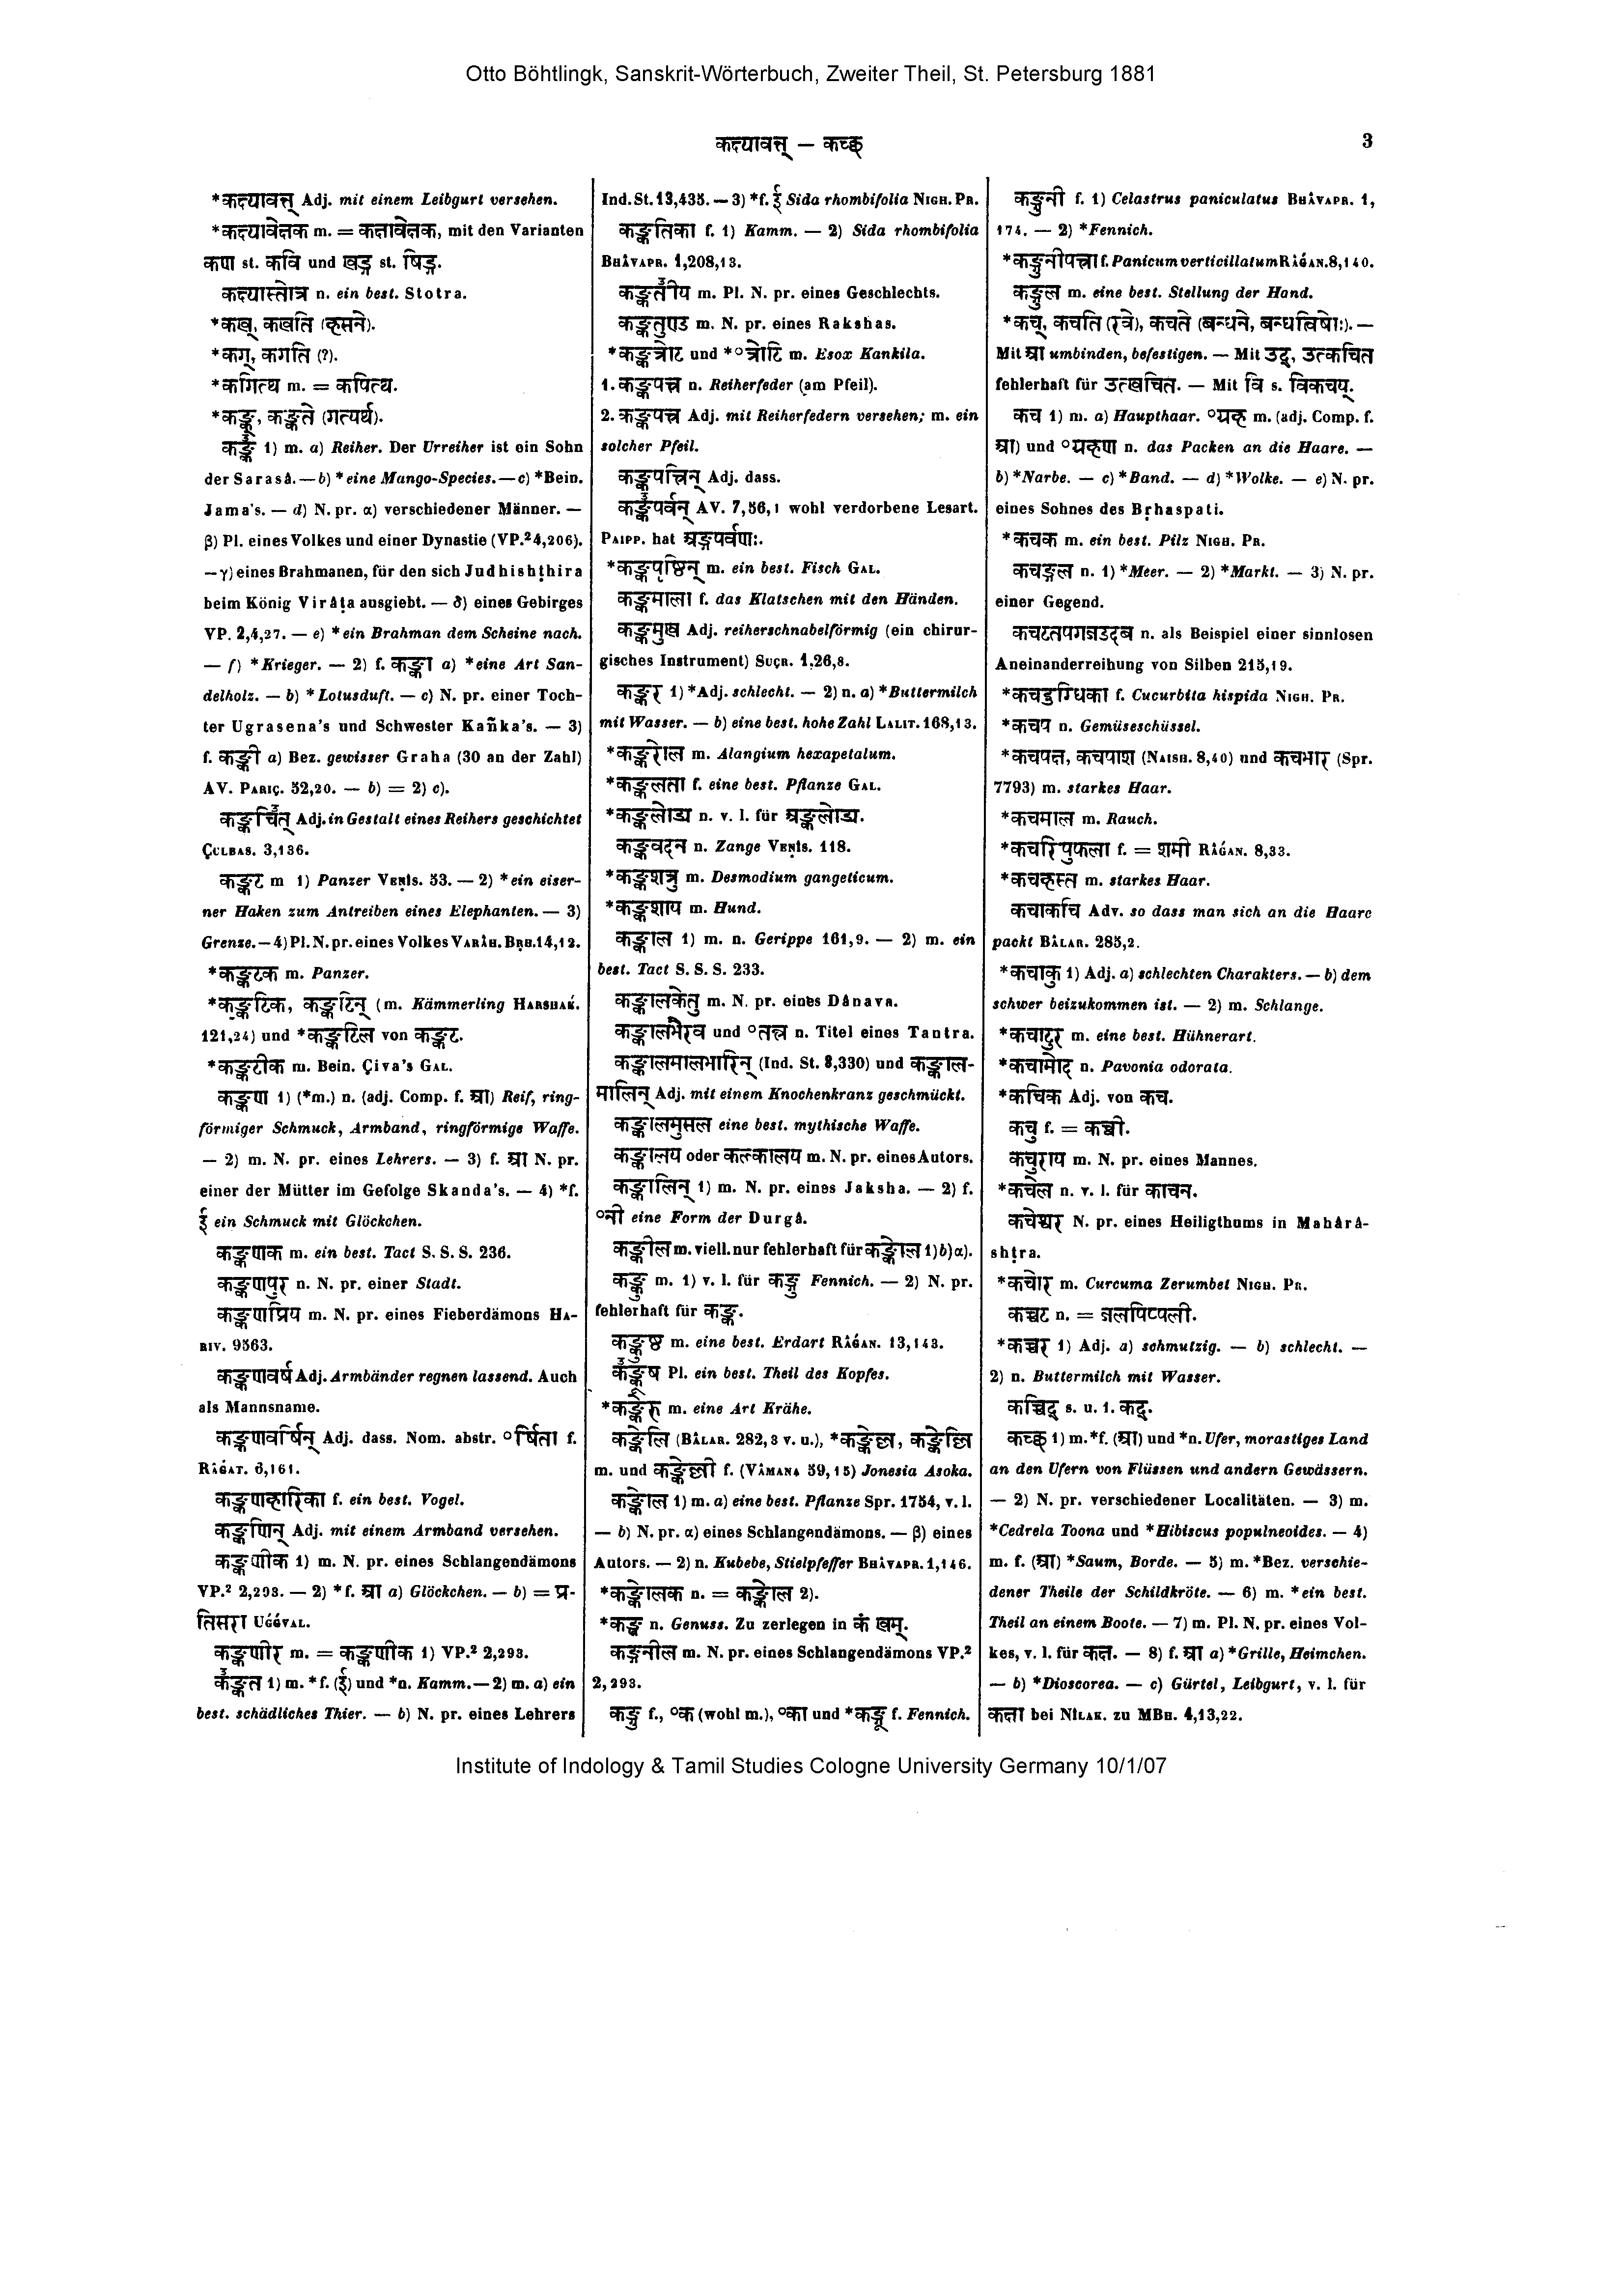 Otto Böhtlingk, Sanskrit-Wörterbuch, Zweiter Theil, St. Petersburg 1881
कक्ष्यावत् — कच्छ
3
*कक्ष्यावत् Adj. mit einem Leibgurt versehen.
*कक्ष्यावेक्षक m. = कक्षावेक्षक, mit den Varianten
कण st. कवि und खड्ग st. षिड्ग.
कक्ष्यास्तोत्र n. ein best. Stotra.
*कख्, कखति (हसने).
*कग्, कगति (?).
*कगित्थ m. = कपित्थ.
*कङ्क्, कङ्कते (गत्यर्थ).
कङ्क 1) m. a) Reiher. Der Urreiher ist ein Sohn
der Sarasâ. — b) *eine Mango-Species. — c) *Bein.
Jama's. — d) N. pr. α) verschiedener Männer. —
β) Pl. eines Volkes und einer Dynastie (VP.² 4,206).
— γ) eines Brahmanen, für den sich Judhishṭhira
beim König Virâṭa ausgiebt. — δ) eines Gebirges
VP. 2,4,27. — e) *ein Brahman dem Scheine nach.
— f) *Krieger. — 2) f. कङ्का a) *eine Art San-
delholz. — b) *Lotusduft. — c) N. pr. einer Toch-
ter Ugrasena's und Schwester Kañka's. — 3)
f. कङ्की a) Bez. gewisser Graha (30 an der Zahl)
AV. Pariç. 52,20. — b) = 2) c).
कङ्कचित् Adj. in Gestalt eines Reihers geschichtet
Çulbas. 3,136.
कङ्कट m 1) Panzer Veṇîs. 53. — 2) *ein eiser-
ner Haken zum Antreiben eines Elephanten. — 3)
Grenze. — 4) Pl. N. pr. eines Volkes Varâh. Bṛh. 14,12.
*कङ्कटक m. Panzer.
*कङ्कटिक, कङ्कटिन् (m. Kämmerling Harshaḱ.
121,24) und *कङ्कटिल von कङ्कट.
*कङ्कटीक m. Bein. Çiva's Gal.
कङ्कण 1) (*m.) n. (adj. Comp. f. आ) Reif, ring-
förmiger Schmuck, Armband, ringförmige Waffe.
— 2) m. N. pr. eines Lehrers. — 3) f. आ N. pr.
einer der Mütter im Gefolge Skanda's. — 4) *f.
ई ein Schmuck mit Glöckchen.
कङ्कणक m. ein best. Tact S. S. S. 236.
कङ्कणपुर n. N. pr. einer Stadt.
कङ्कणप्रिय m. N. pr. eines Fieberdämons Ha-
riv. 9563.
कङ्कणवर्ष Adj. Armbänder regnen lassend. Auch
als Mannsname.
कङ्कणवर्षिन् Adj. dass. Nom. abstr. °र्षिता f.
Râǵat. 6,161.
कङ्कणहारिका f. ein best. Vogel.
कङ्कणिन् Adj. mit einem Armband versehen.
कङ्कणीक 1) m. N. pr. eines Schlangendämons
VP.² 2,293. — 2) *f. आ a) Glöckchen. — b) = प्र-
तिसरा Uǵǵval.
कङ्कणीर m. = कङ्कणीक 1) VP.² 2,293.
कङ्कत 1) m. *f. (ई) und *n. Kamm. — 2) m. a) ein
best. schädliches Thier. — b) N. pr. eines Lehrers
Ind. St. 13,435. — 3) *f. ई Sida rhombifolia Nigh. Pr.
कङ्कतिका f. 1) Kamm. — 2) Sida rhombifolia
Bhâvapr. 1,208,13.
कङ्कतीय m. Pl. N. pr. eines Geschlechts.
कङ्कतुण्ड m. N. pr. eines Rakshas.
*कङ्कत्रोट und *°त्रोटि m. Esox Kankila.
1. कङ्कपत्त्र n. Reiherfeder (am Pfeil).
2. कङ्कपत्त्र Adj. mit Reiherfedern versehen; m. ein
solcher Pfeil.
कङ्कपत्त्रिन् Adj. dass.
कङ्कपर्वन् AV. 7,56,1 wohl verdorbene Lesart.
Paipp. hat अङ्गपर्वणः.
*कङ्कपृष्ठिन् m. ein best. Fisch Gal.
कङ्कमाला f. das Klatschen mit den Händen.
कङ्कमुख Adj. reiherschnabelförmig (ein chirur-
gisches Instrument) Suçr. 1,26,8.
कङ्कर 1) *Adj. schlecht. — 2) n. a) *Buttermilch
mit Wasser. — b) eine best. hohe Zahl Lalit. 168,13.
*कङ्करोल m. Alangium hexapetalum.
*कङ्कलता f. eine best. Pflanze Gal.
*कङ्कलोड्य n. v. l. für अङ्कलोड्य.
कङ्कवदन n. Zange Veṇîs. 118.
*कङ्कशत्रु m. Desmodium gangeticum.
*कङ्कशाय m. Hund.
कङ्काल 1) m. n. Gerippe 161,9. — 2) m. ein
best. Tact S. S. S. 233.
कङ्कालकेतु m. N. pr. eines Dânava.
कङ्कालभैरव und °तन्त्र n. Titel eines Tantra.
कङ्कालमालभारिन् (Ind. St. 8,330) und कङ्काल-
मालिन् Adj. mit einem Knochenkranz geschmückt.
कङ्कालमुसल eine best. mythische Waffe.
कङ्कालय oder कल्कालय m. N. pr. eines Autors.
कङ्कालिन् 1) m. N. pr. eines Jaksha. — 2) f.
°नी eine Form der Durgâ.
कङ्कील m. viell. nur fehlerhaft für कङ्कोल 1) b) α).
कङ्कु m. 1) v. l. für कङ्गु Fennich. — 2) N. pr.
fehlerhaft für कङ्क.
कङ्कुष्ठ m. eine best. Erdart Râǵan. 13,143.
कङ्कूष Pl. ein best. Theil des Kopfes.
*कङ्केरु m. eine Art Krähe.
कङ्केलि (Bâlar. 282,3 v. u.), *कङ्केल्ल, कङ्केल्लि
m. und कङ्केल्ली f. (Vâmana 59,15) Jonesia Asoka.
कङ्कोल 1) m. a) eine best. Pflanze Spr. 1754, v. l.
— b) N. pr. α) eines Schlangendämons. — β) eines
Autors. — 2) n. Kubebe, Stielpfeffer Bhâvapr. 1,146.
*कङ्कोलक n. = कङ्कोल 2).
*कङ्ख n. Genuss. Zu zerlegen in कं खम्.
कङ्गनील m. N. pr. eines Schlangendämons VP.²
2,293.
कङ्गु f., °क (wohl m.), °का und *कङ्गू f. Fennich.
कङ्गुनी f. 1) Celastrus paniculatus Bhâvapr. 1,
174. — 2) *Fennich.
*कङ्गुनीपत्त्रा f. Panicum verticillatum Râǵan. 8,140.
कङ्गुल m. eine best. Stellung der Hand.
*कच्, कचति (रवे), कचते (बन्धने, बन्धत्विषोः). —
Mit आ umbinden, befestigen. — Mit उद्, उत्कचित
fehlerhaft für उत्खचित. — Mit वि s. विकचय्.
कच 1) m. a) Haupthaar. °ग्रह m. (adj. Comp. f.
आ) und °ग्रहण n. das Packen an die Haare. —
b) *Narbe. — c) *Band. — d) *Wolke. — e) N. pr.
eines Sohnes des Bṛhaspati.
*कचक m. ein best. Pilz Nigh. Pr.
कचङ्गल n. 1) *Meer. — 2) *Markt. — 3) N. pr.
einer Gegend.
कचटतपगजडदब n. als Beispiel einer sinnlosen
Aneinanderreihung von Silben 215,19.
*कचडुग्धिका f. Cucurbita hispida Nigh. Pr.
*कचप n. Gemüseschüssel.
*कचपक्ष, कचपाश (Naish. 8,40) und कचभार (Spr.
7793) m. starkes Haar.
*कचमाल m. Rauch.
*कचरिपुफला f. = शमी Râǵan. 8,33.
*कचहस्त m. starkes Haar.
कचाकचि Adv. so dass man sich an die Haare
packt Bâlar. 285,2.
*कचाकु 1) Adj. a) schlechten Charakters. — b) dem
schwer beizukommen ist. — 2) m. Schlange.
*कचाटुर m. eine best. Hühnerart.
*कचामोद n. Pavonia odorata.
*कचिक Adj. von कच.
कचु f. = कच्वी.
कचुराय m. N. pr. eines Mannes.
*कचेल n. v. l. für काचन.
कचेश्वर N. pr. eines Heiligthums in Mahârâ-
shṭra.
*कचोर m. Curcuma Zerumbet Nigh. Pr.
कच्चट n. = जलपिप्पली.
*कच्चर 1) Adj. a) schmutzig. — b) schlecht. —
2) n. Buttermilch mit Wasser.
कच्चिद् s. u. 1. कद्.
कच्छ 1) m. *f. (आ) und *n. Ufer, morastiges Land
an den Ufern von Flüssen und andern Gewässern.
— 2) N. pr. verschiedener Localitäten. — 3) m.
*Cedrela Toona und *Hibiscus populneoides. — 4)
m. f. (आ) *Saum, Borde. — 5) m. *Bez. verschie-
dener Theile der Schildkröte. — 6) m. *ein best.
Theil an einem Boote. — 7) m. Pl. N. pr. eines Vol-
kes, v. l. für कक्ष. — 8) f. आ a) *Grille, Heimchen.
— b) *Dioscorea. — c) Gürtel, Leibgurt, v. l. für
कक्षा bei Nîlak. zu MBh. 4,13,22.
Institute of Indology & Tamil Studies Cologne University Germany 10/1/07